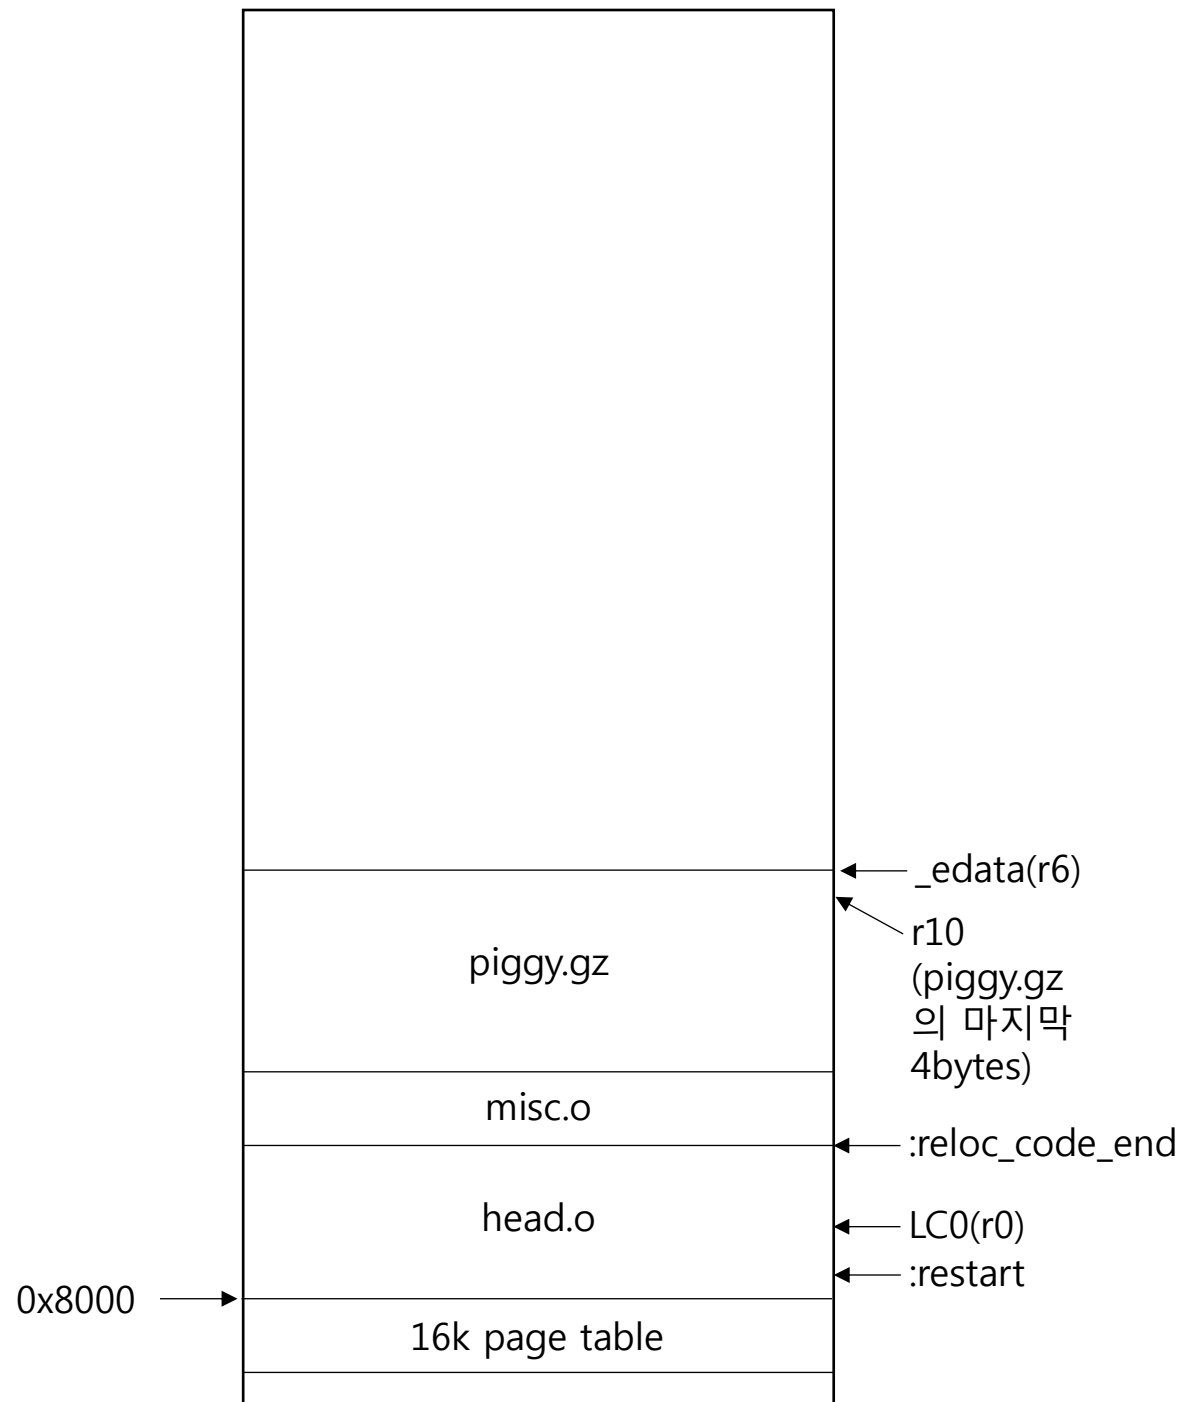 _edata(r6)
r10
(piggy.gz
의 마지막
4bytes)
piggy.gz
misc.o
:reloc_code_end
head.o
LC0(r0)
:restart
0x8000
16k page table